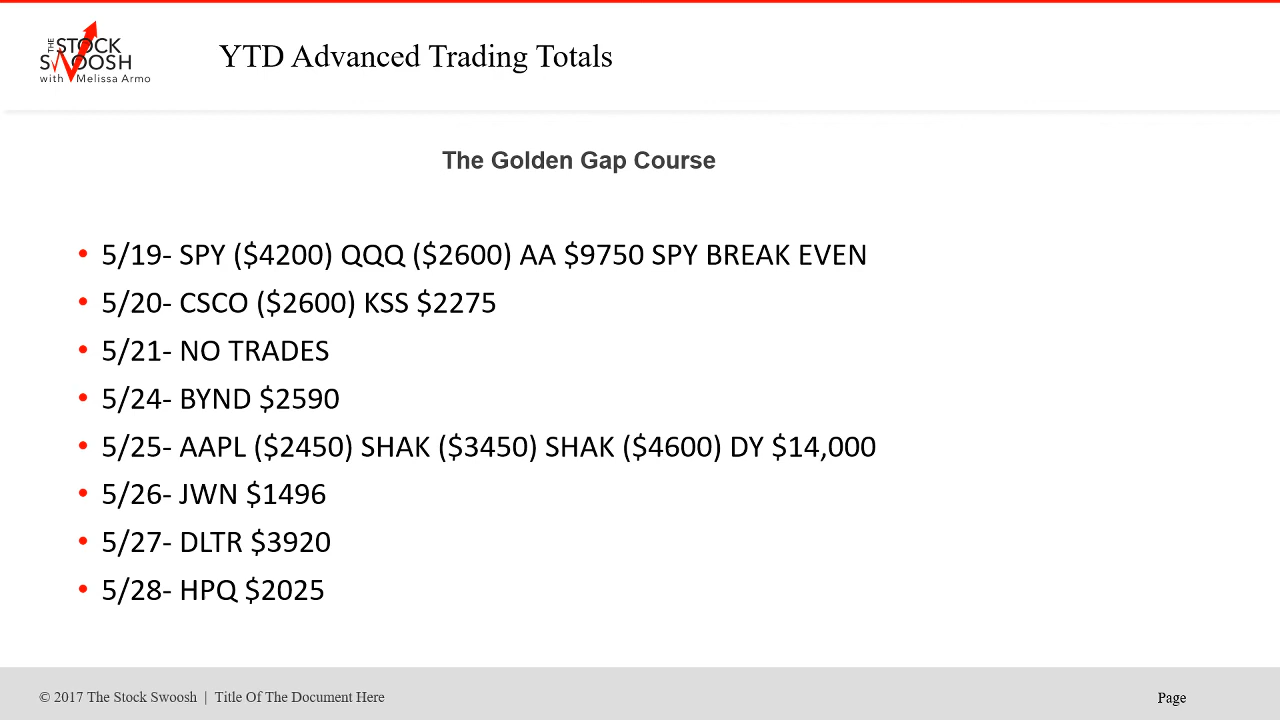 THE STOCK
SWOOSH
with Melissa Armo
YTD Advanced Trading Totals
The Golden Gap Course
• 5/19- SPY ($4200) QQQ ($2600) AA $9750 SPY BREAK EVEN
• 5/20- CSCO ($2600) KSS $2275
• 5/21- NO TRADES
• 5/24- BYND $2590
• 5/25- AAPL ($2450) SHAK ($3450) SHAK ($4600) DY $14,000
• 5/26- JWN $1496
• 5/27- DLTR $3920
• 5/28- HPQ $2025
© 2017 The Stock Swoosh | Title Of The Document Here
Page